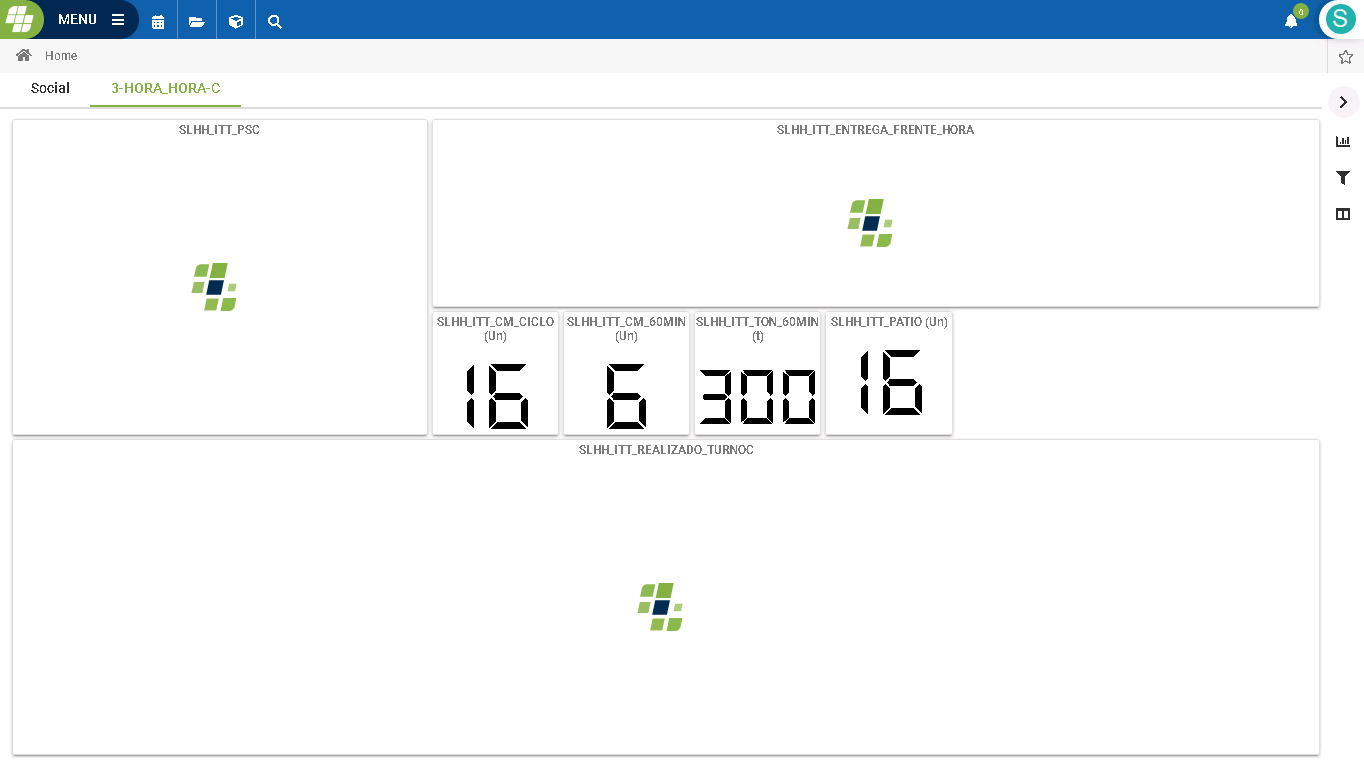 MENU
0
S
Home
Social
3-HORA_HORA-C
SLHH_ITT_PSC
SLHH_ITT_ENTREGA_FRENTE_HORA
SLHH_ITT_CM_CICLO
(Un)
16
SLHH_ITT_CM_60MIN
(Un)
6
SLHH_ITT_TON_60MIN
(t)
300
SLHH_ITT_PATIO (Un)
16
SLHH_ITT_REALIZADO_TURNOC